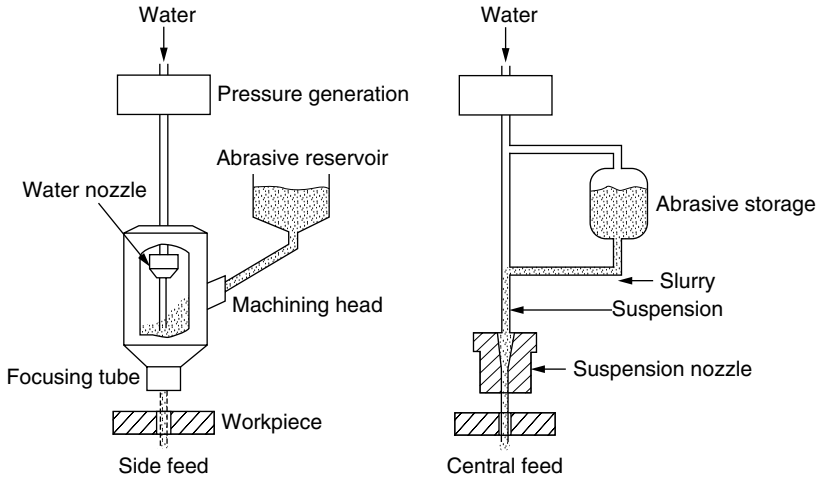 Water
Pressure generation
Abrasive reservoir
Water nozzle
Machining head
Focusing tube
Workpiece
Side feed
Water
Abrasive storage
Slurry
Suspension
Suspension nozzle
Central feed